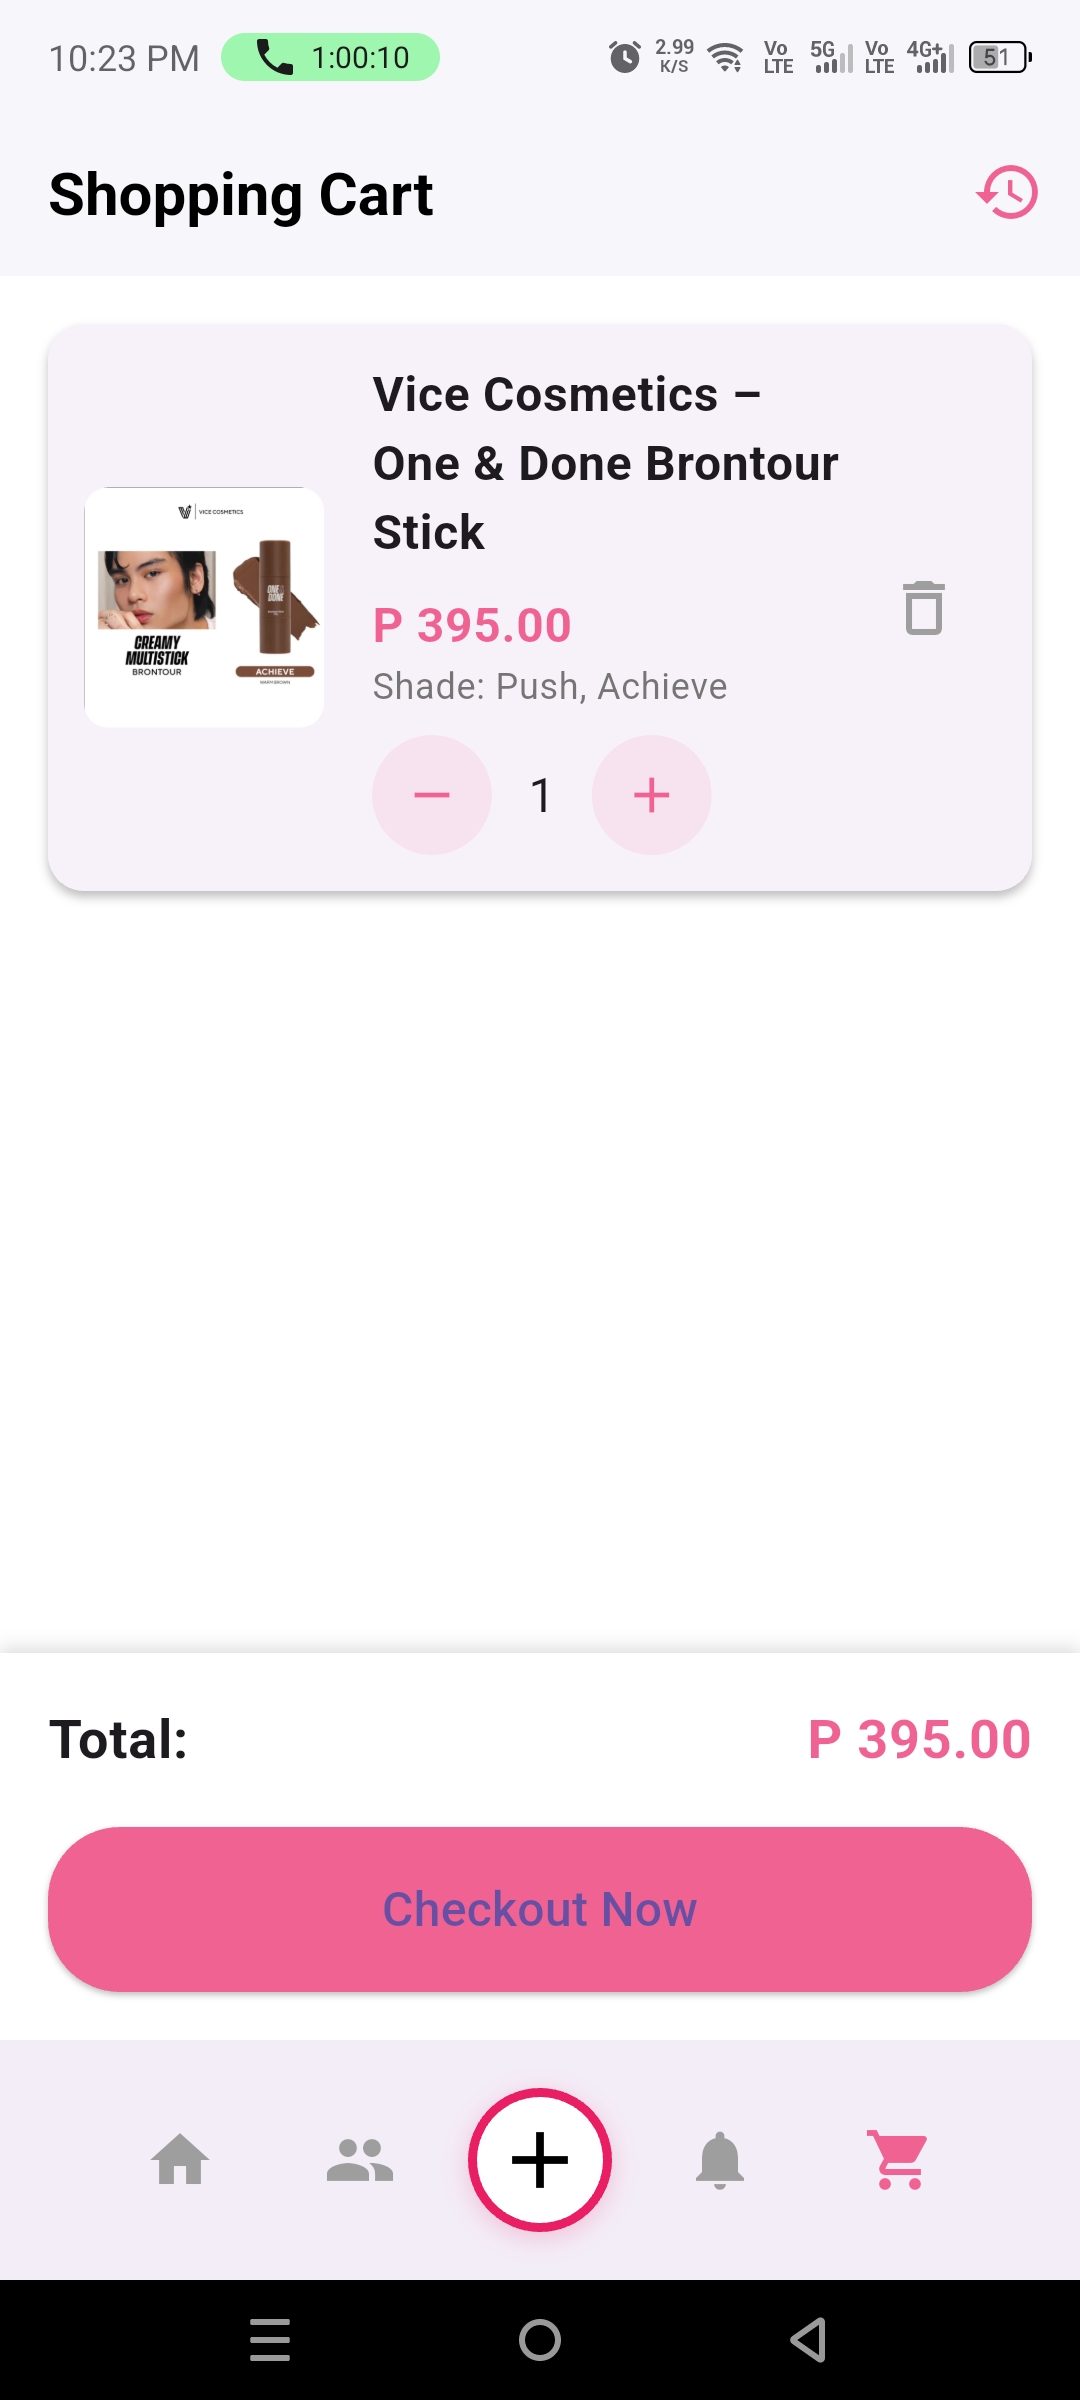 10:23 PM 1:00:10 2.99 K/S Vo LTE 5G Vo LTE 4G+ 51
Shopping Cart
Vice Cosmetics –
One & Done Brontour
Stick
P 395.00
Shade: Push, Achieve
1
VICE COSMETICS
ONE & DONE
CREAMY
MULTISTICK
BRONTOUR
ACHIEVE
WARM BROWN
Total: P 395.00
Checkout Now